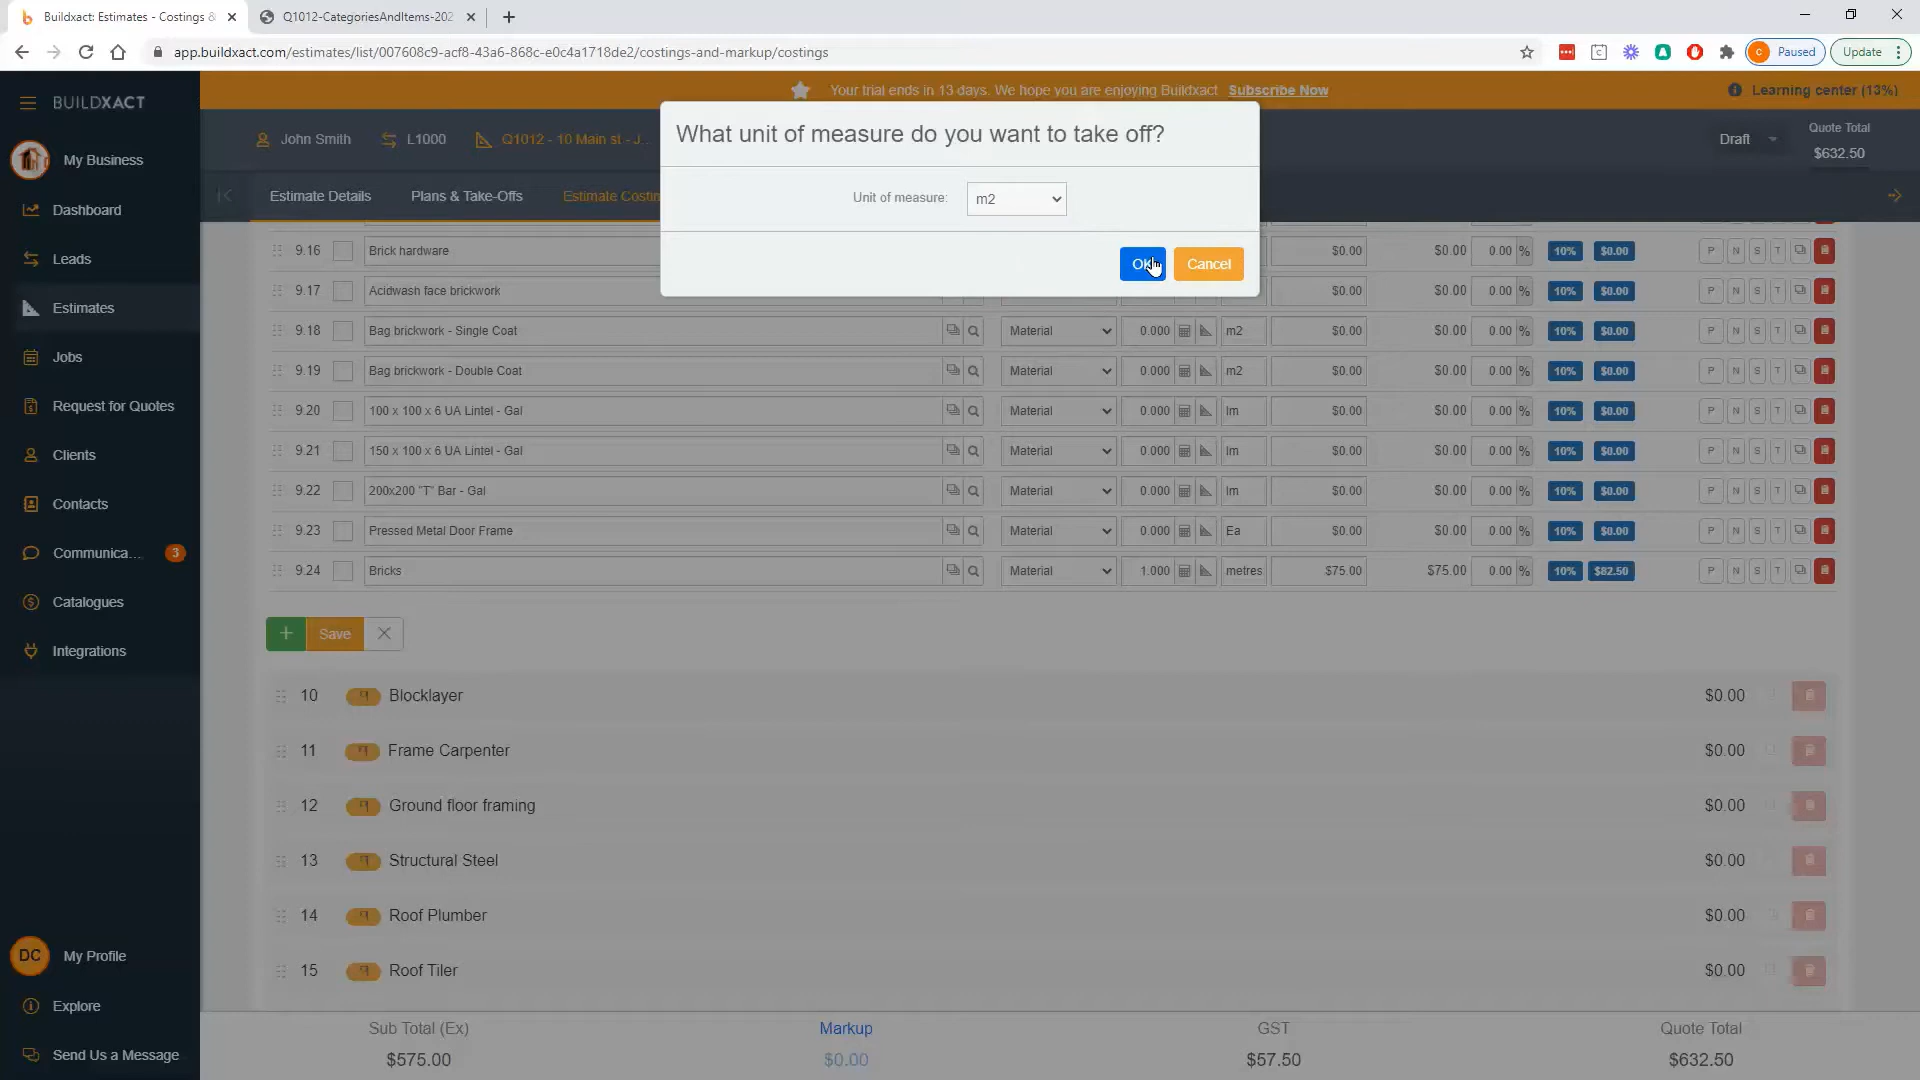 Buildxact: Estimates - Costings &
Q1012-CategoriesAndItems-202
app.buildxact.com/estimates/list/007608c9-acf8-43a6-868c-e0c4a1718de2/costings-and-markup/costings
C Paused
Update
BUILDXACT
Your trial ends in 13 days. We hope you are enjoying Buildxact Subscribe Now
Learning center (13%)
John Smith
L1000
Q1012 - 10 Main st - J...
Draft
Quote Total
$632.50
Estimate Details
Plans & Take-Offs
Estimate Costin
What unit of measure do you want to take off?
Unit of measure: m2
OK
Cancel
My Business
Dashboard
Leads
Estimates
Jobs
Request for Quotes
Clients
Contacts
Communica... 3
Catalogues
Integrations
DC My Profile
Explore
Send Us a Message
9.16 Brick hardware $0.00 $0.00 0.00 % 10% $0.00 P N S T
9.17 Acidwash face brickwork $0.00 $0.00 0.00 % 10% $0.00 P N S T
9.18 Bag brickwork - Single Coat Material 0.000 m2 $0.00 $0.00 0.00 % 10% $0.00 P N S T
9.19 Bag brickwork - Double Coat Material 0.000 m2 $0.00 $0.00 0.00 % 10% $0.00 P N S T
9.20 100 x 100 x 6 UA Lintel - Gal Material 0.000 lm $0.00 $0.00 0.00 % 10% $0.00 P N S T
9.21 150 x 100 x 6 UA Lintel - Gal Material 0.000 lm $0.00 $0.00 0.00 % 10% $0.00 P N S T
9.22 200x200 "T" Bar - Gal Material 0.000 lm $0.00 $0.00 0.00 % 10% $0.00 P N S T
9.23 Pressed Metal Door Frame Material 0.000 Ea $0.00 $0.00 0.00 % 10% $0.00 P N S T
9.24 Bricks Material 1.000 metres $75.00 $75.00 0.00 % 10% $82.50 P N S T
+ Save
10 Blocklayer $0.00
11 Frame Carpenter $0.00
12 Ground floor framing $0.00
13 Structural Steel $0.00
14 Roof Plumber $0.00
15 Roof Tiler $0.00
Sub Total (Ex) Markup GST Quote Total
$575.00 $0.00 $57.50 $632.50